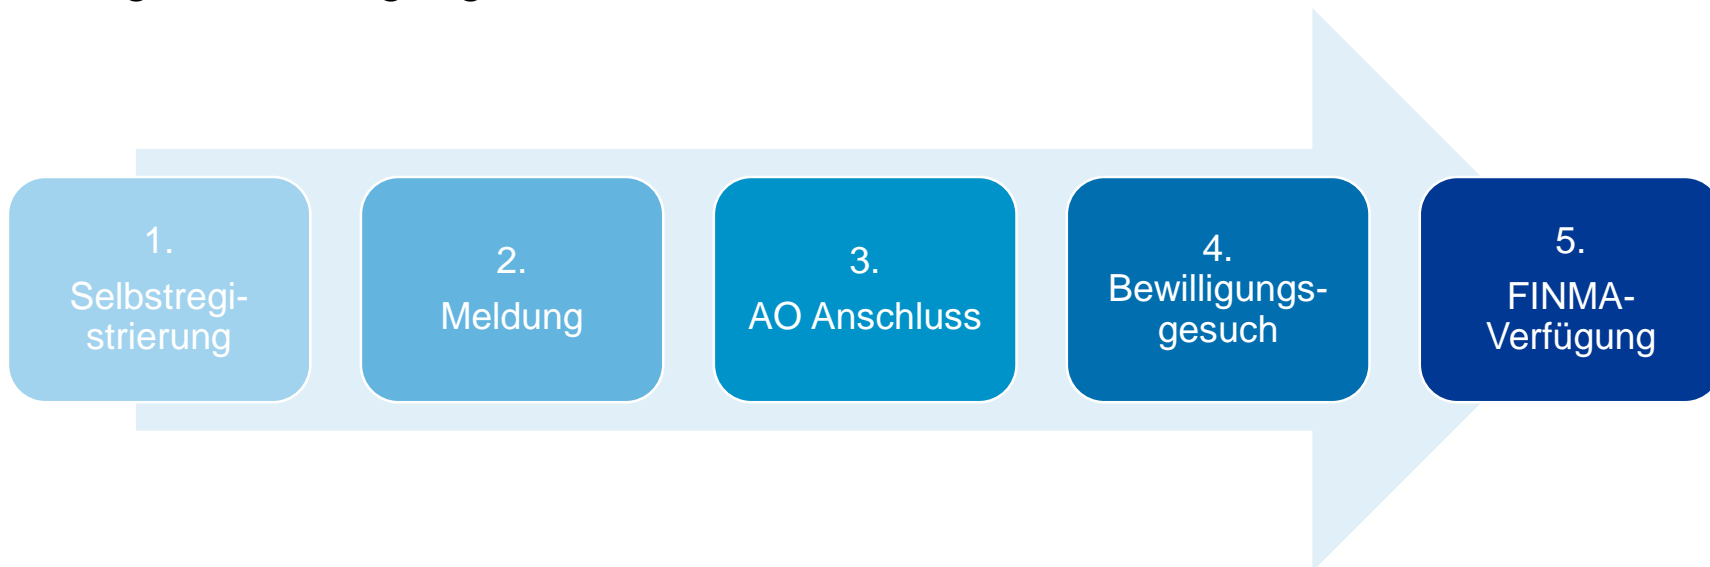 1.
Selbstregi-
strierung
2.
Meldung
3.
AO Anschluss
4.
Bewilligungs-
gesuch
5.
FINMA-
Verfügung